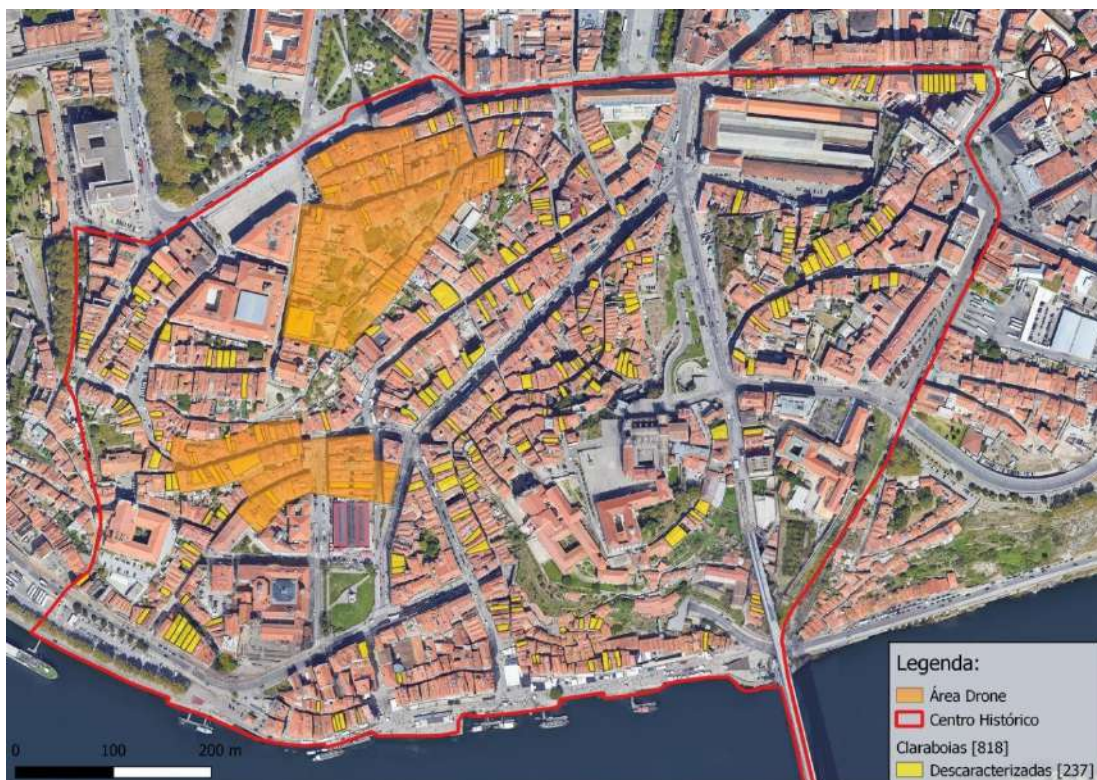 0 100 200 m
Legenda:
Área Drone
Centro Histórico
Claraboias [818]
Descaracterizadas [237]